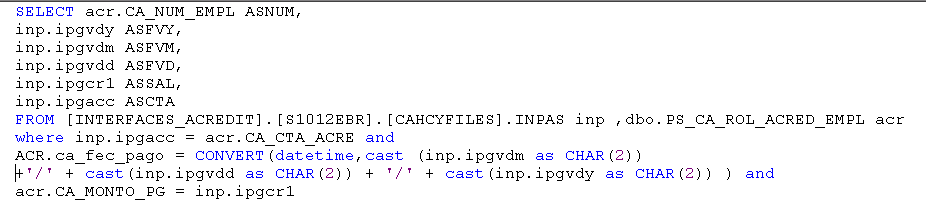 SELECT acr.CA_NUM_EMPL ASNUM,
inp.ipgvdy ASFVY,
inp.ipgvdm ASFVM,
inp.ipgvdd ASFVD,
inp.ipgcr1 ASSAL,
inp.ipgacc ASCTA
FROM [INTERFACES_ACREDIT].[S1012EBR].[CAHCYFILES].INPAS inp ,dbo.PS_CA_ROL_ACRED_EMPL acr
where inp.ipgacc = acr.CA_CTA_ACRE and
ACR.ca_fec_pago = CONVERT(datetime,cast (inp.ipgvdm as CHAR(2))
+'/' + cast(inp.ipgvdd as CHAR(2)) + '/' + cast(inp.ipgvdy as CHAR(2)) ) and
acr.CA_MONTO_PG = inp.ipgcr1